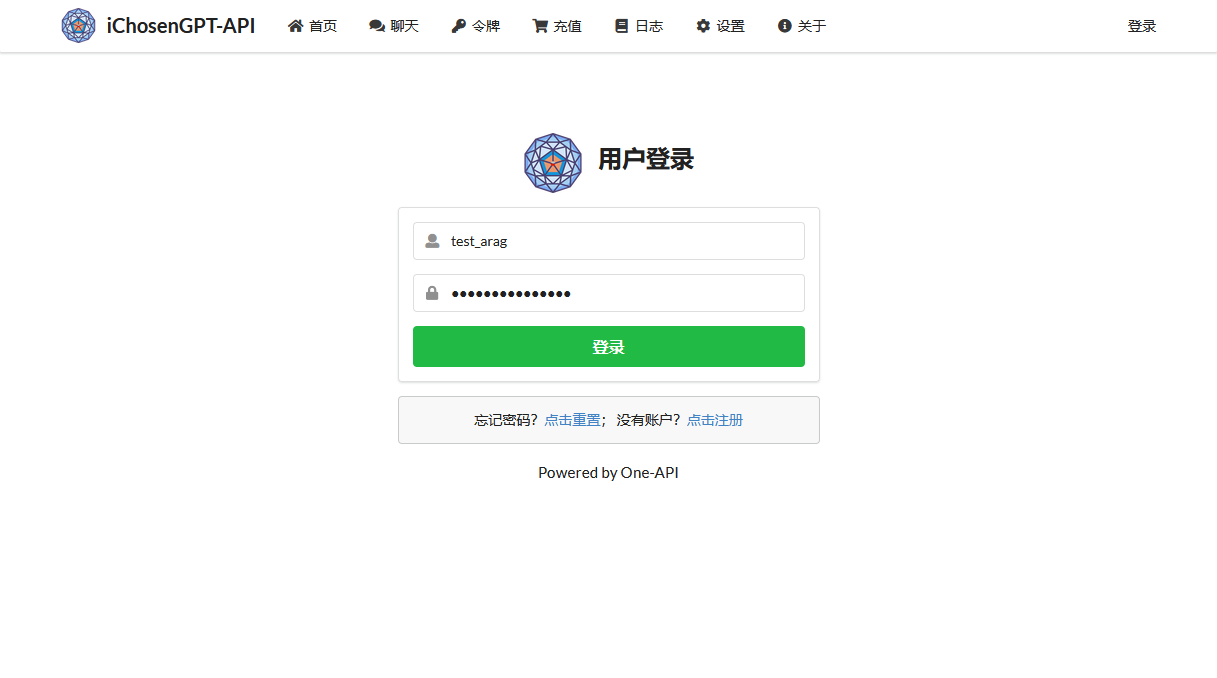 iChosenGPT-API 首页 聊天 令牌 充值 日志 设置 关于 登录
用户登录
test_arag
•••••••••••••••
登录
忘记密码？点击重置； 没有账户？点击注册
Powered by One-API